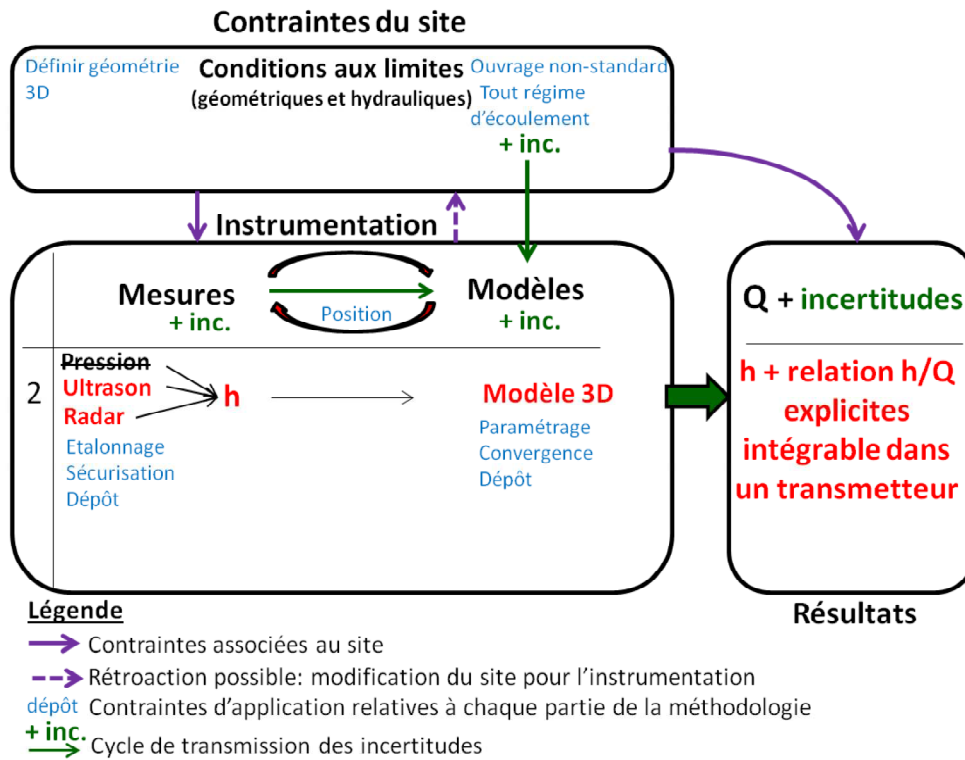 Contraintes du site
Définir géométrie
3D
Conditions aux limites
(géométriques et hydrauliques)
Ouvrage non-standard
Tout régime
d'écoulement
+ inc.
Instrumentation
Mesures
+ inc.
Position
Modèles
+ inc.
2
Pression
Ultrason
Radar
h
Etalonnage
Sécurisation
Dépôt
Modèle 3D
Paramétrage
Convergence
Dépôt
Q + incertitudes
h + relation h/Q
explicites
intégrable dans
un transmetteur
Résultats
Légende
Contraintes associées au site
Rétroaction possible: modification du site pour l'instrumentation
dépôt Contraintes d'application relatives à chaque partie de la méthodologie
+ inc.
Cycle de transmission des incertitudes